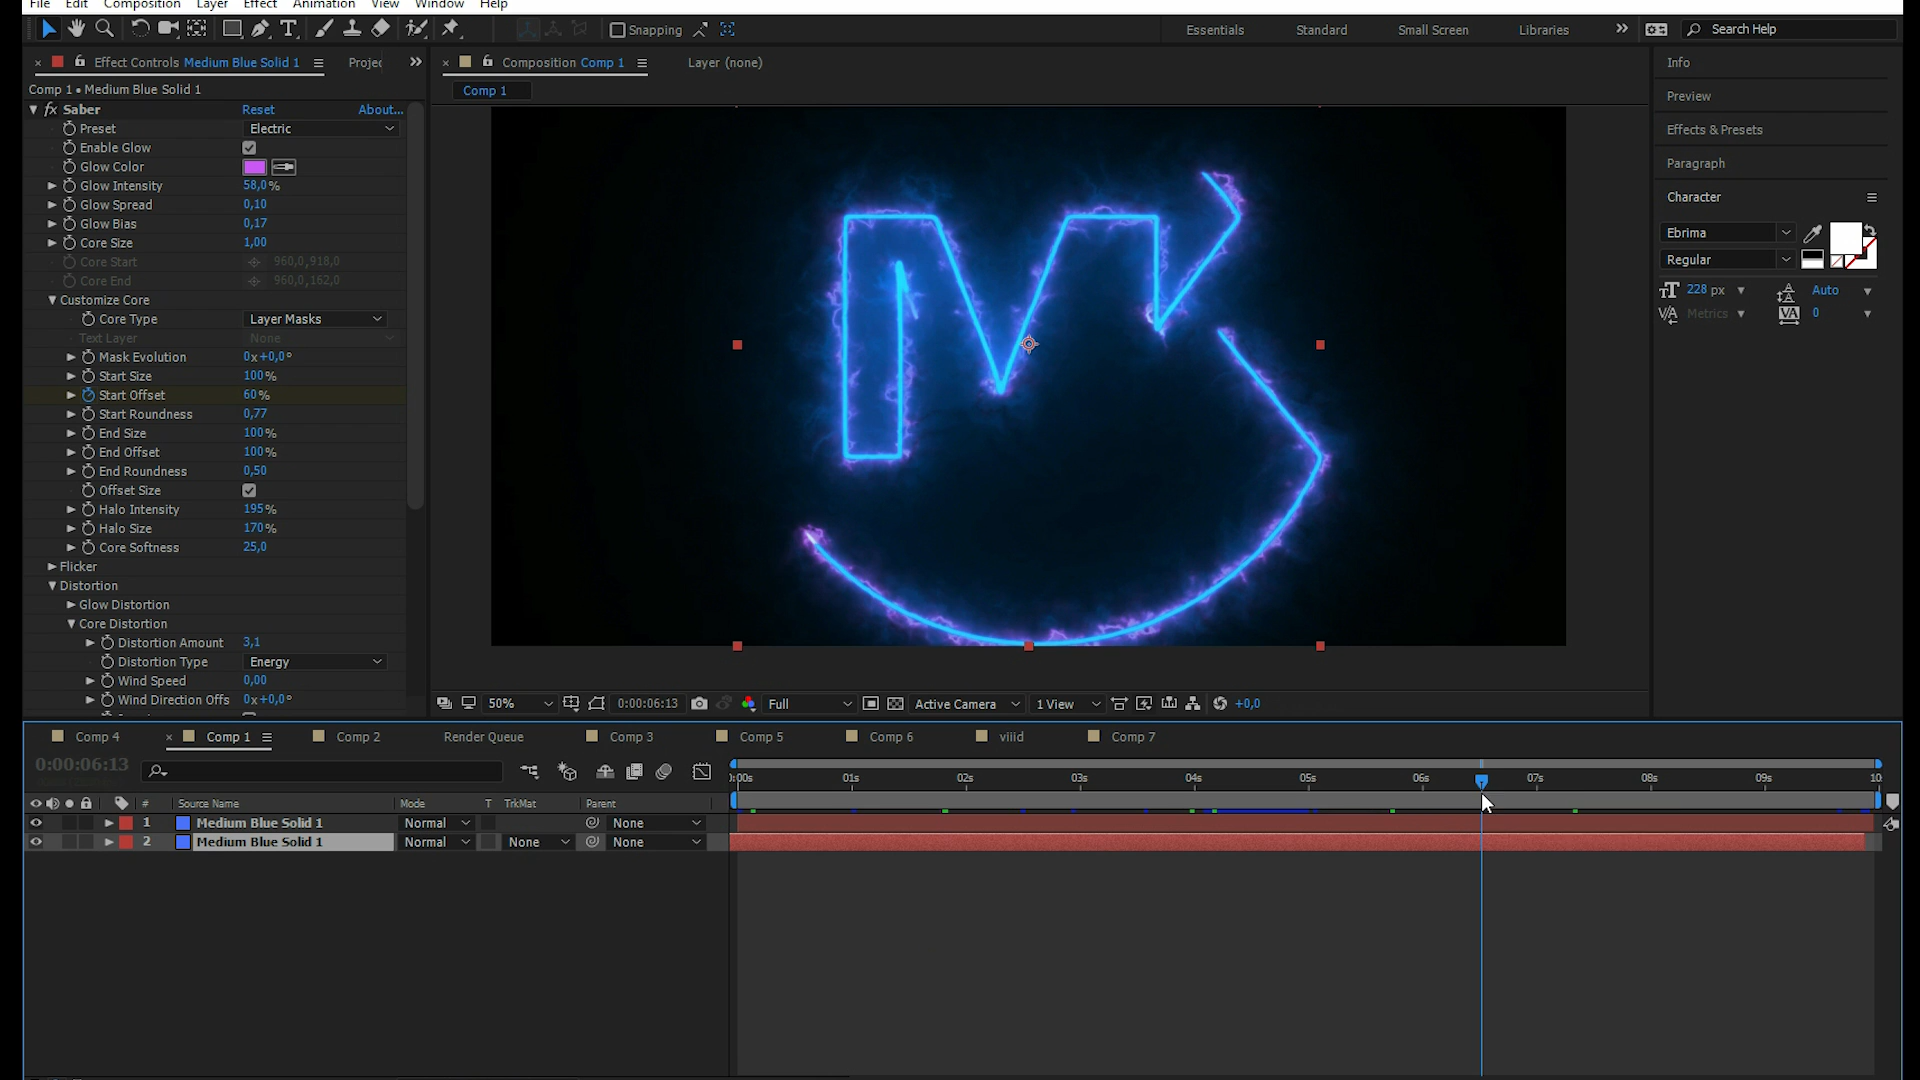 File Edit Composition Layer Effect Animation View Window Help
Snapping
Essentials Standard Small Screen Libraries Search Help
Effect Controls Medium Blue Solid 1 Projec
Composition Comp 1 Layer (none)
Comp 1 • Medium Blue Solid 1
Comp 1
fx Saber Reset About...
Preset Electric
Enable Glow
Glow Color
Glow Intensity 58,0%
Glow Spread 0,10
Glow Bias 0,17
Core Size 1,00
Core Start 960,0,918,0
Core End 960,0,162,0
Customize Core
Core Type Layer Masks
Text Layer None
Mask Evolution 0x+0,0°
Start Size 100%
Start Offset 60%
Start Roundness 0,77
End Size 100%
End Offset 100%
End Roundness 0,50
Offset Size
Halo Intensity 195%
Halo Size 170%
Core Softness 25,0
Flicker
Distortion
Glow Distortion
Core Distortion
Distortion Amount 3,1
Distortion Type Energy
Wind Speed 0,00
Wind Direction Offs 0x+0,0°
Info
Preview
Effects & Presets
Paragraph
Character
Ebrima
Regular
228 px Auto
Metrics 0
50% 0:00:06:13 Full Active Camera 1 View +0,0
Comp 4 Comp 1 Comp 2 Render Queue Comp 3 Comp 5 Comp 6 viiid Comp 7
0:00:06:13
:00s 01s 02s 03s 04s 05s 06s 07s 08s 09s 10
# Source Name Mode T TrkMat Parent
1 Medium Blue Solid 1 Normal None
2 Medium Blue Solid 1 Normal None None